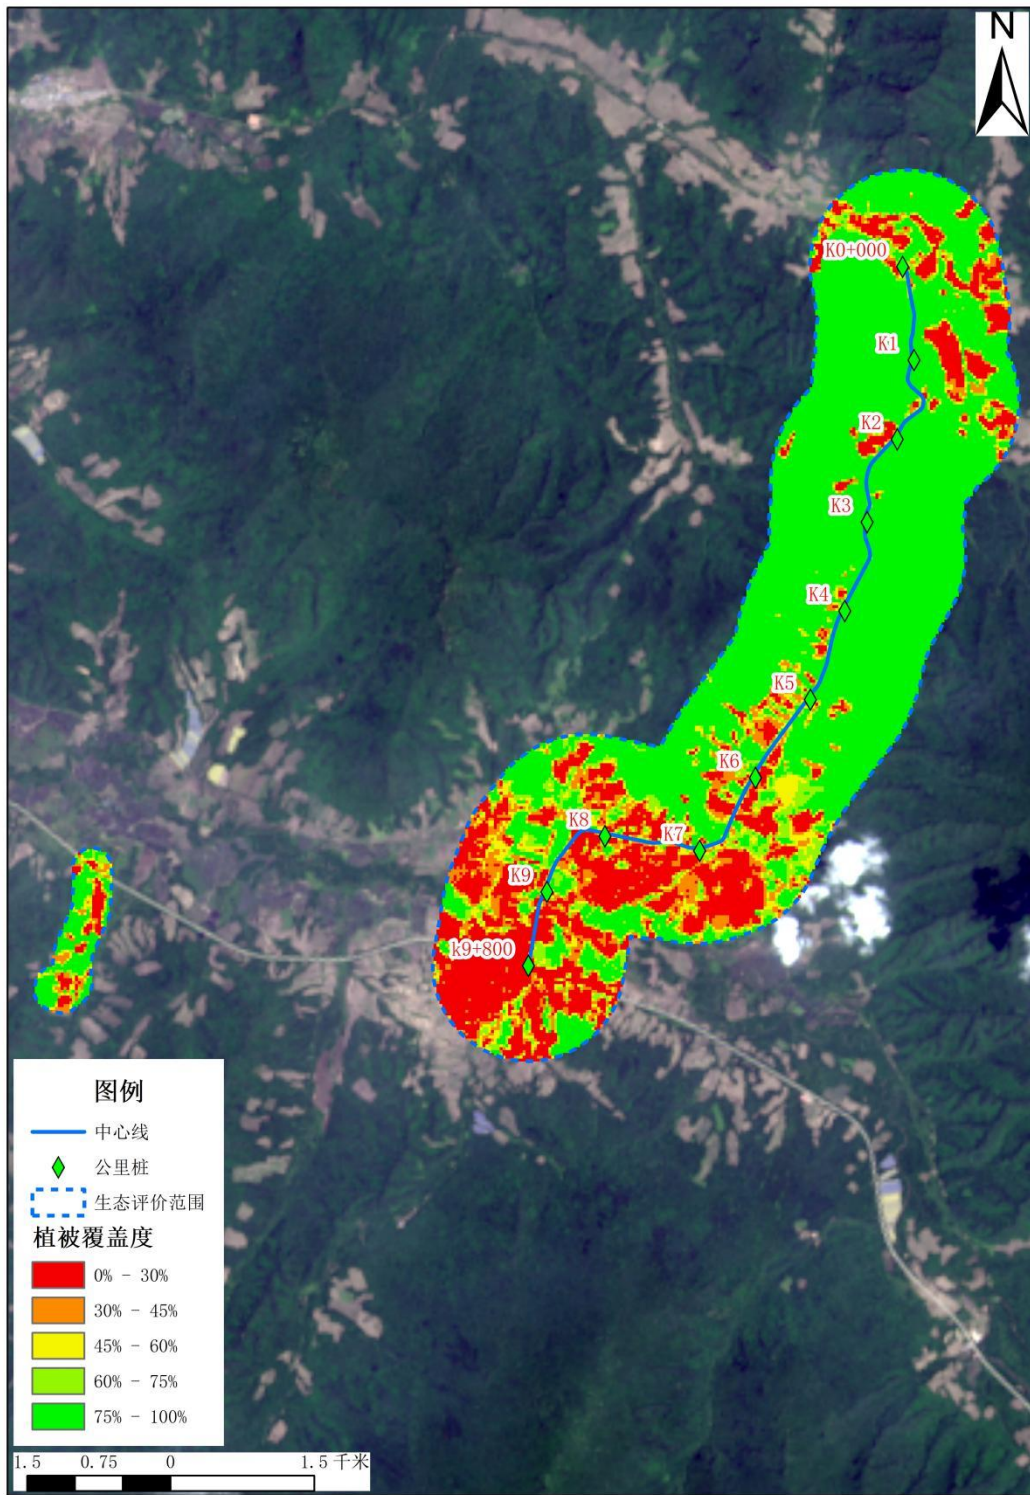 N
K0+000
K1
K2
K3
K4
K5
K6
K7
K8
K9
k9+800
图例
中心线
公里桩
生态评价范围
植被覆盖度
0% - 30%
30% - 45%
45% - 60%
60% - 75%
75% - 100%
1.5 0.75 0 1.5 千米